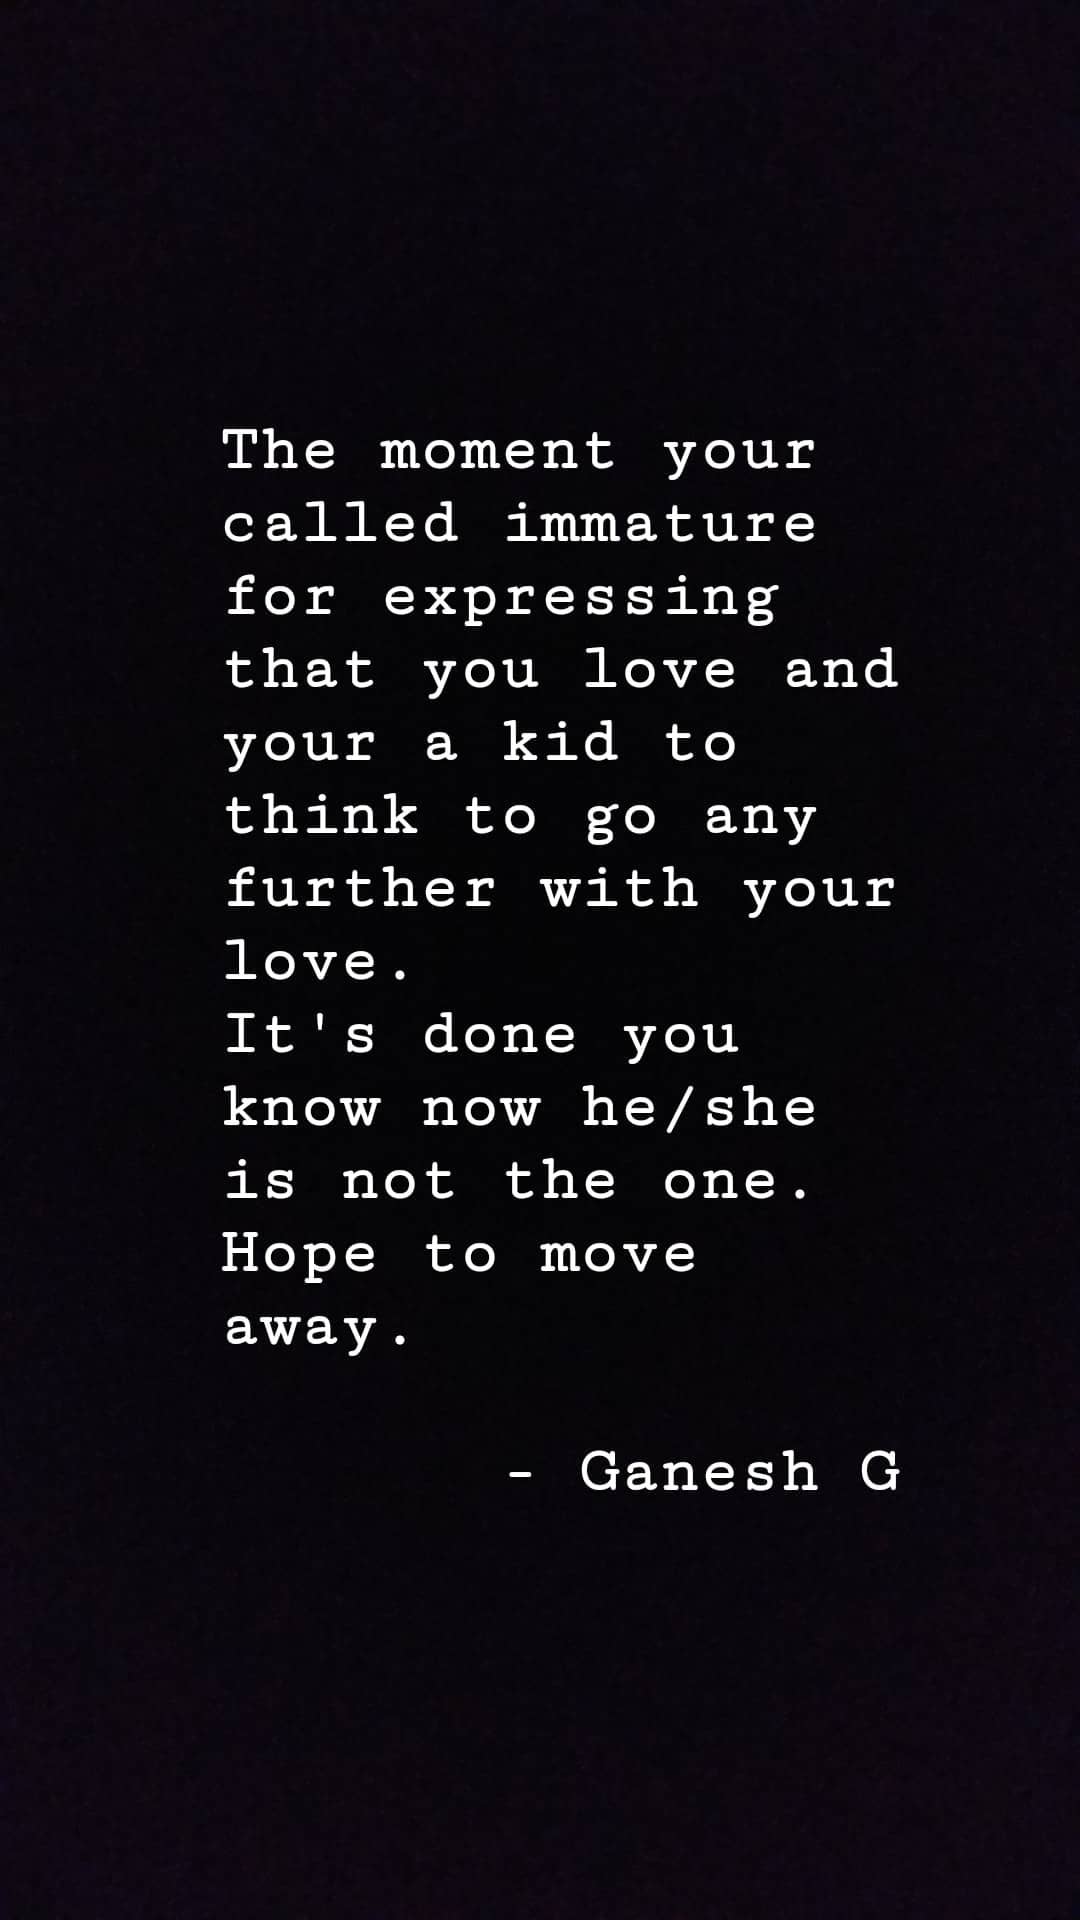 The moment your
called immature
for expressing
that you love and
your a kid to
think to go any
further with your
love.
It's done you
know now he/she
is not the one.
Hope to move
away.
- Ganesh G